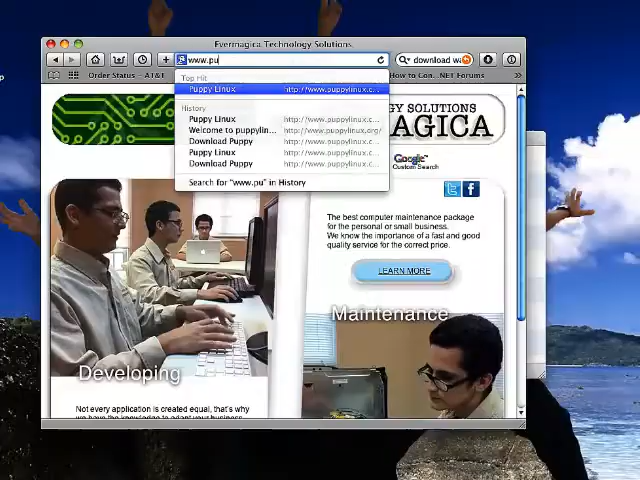 Evermagica Technology Solutions.
www.pu
download wa
Order Status – AT&T
How to Con... .NET Forums
»
Top Hit
Puppy Linux http://www.puppylinux.c...
History
Puppy Linux http://www.puppylinux.c...
Welcome to puppylin... http://www.puppylinux.org/
Download Puppy http://www.puppylinux.c...
Puppy Linux http://www.puppylinux.c...
Download Puppy http://www.puppylinux.c...
Search for "www.pu" in History
GY SOLUTIONS
AGICA
Google™
Custom Search
The best computer maintenance package
for the personal or small business.
We know the importance of a fast and good
quality service for the correct price.
LEARN MORE
Maintenance
Developing
Not every application is created equal, that's why